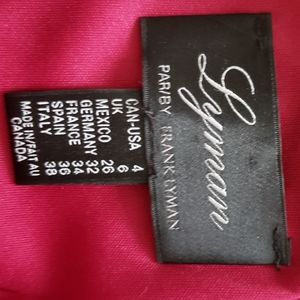 Lyman
PAR/BY FRANK LYMAN
CAN-USA 4
UK 6
MEXICO 26
GERMANY 32
FRANCE 34
SPAIN 36
ITALY 38
MADE IN/FAIT AU
CANADA